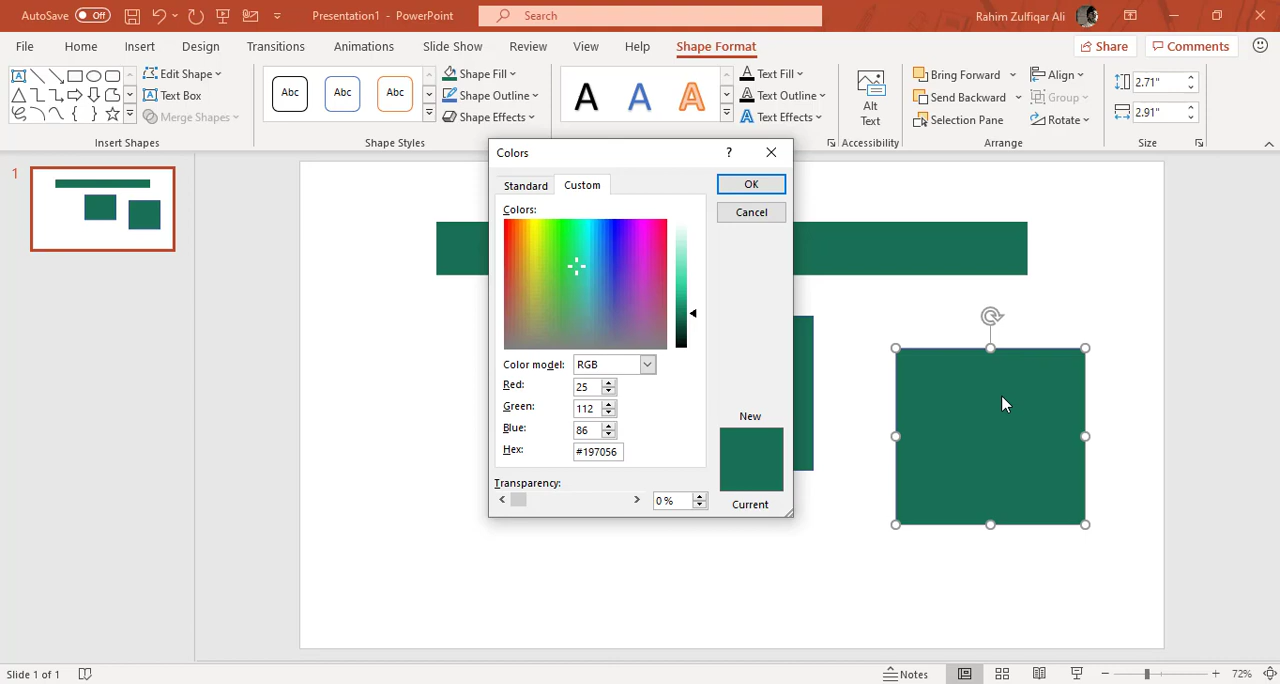 AutoSave Off Presentation1 - PowerPoint Search Rahim Zulfiqar Ali
File Home Insert Design Transitions Animations Slide Show Review View Help Shape Format Share Comments
Edit Shape
Text Box
Merge Shapes
Insert Shapes
Abc Abc Abc
Shape Fill
Shape Outline
Shape Effects
Shape Styles
A A A
Text Fill
Text Outline
Text Effects
Alt
Text
Accessibility
Bring Forward
Send Backward
Selection Pane
Align
Group
Rotate
Arrange
2.71"
2.91"
Size
1
Colors ?
Standard Custom OK
Cancel
Colors:
Color model: RGB
Red: 25
Green: 112
Blue: 86
Hex: #197056
Transparency:
0 %
New
Current
Slide 1 of 1 Notes 72%